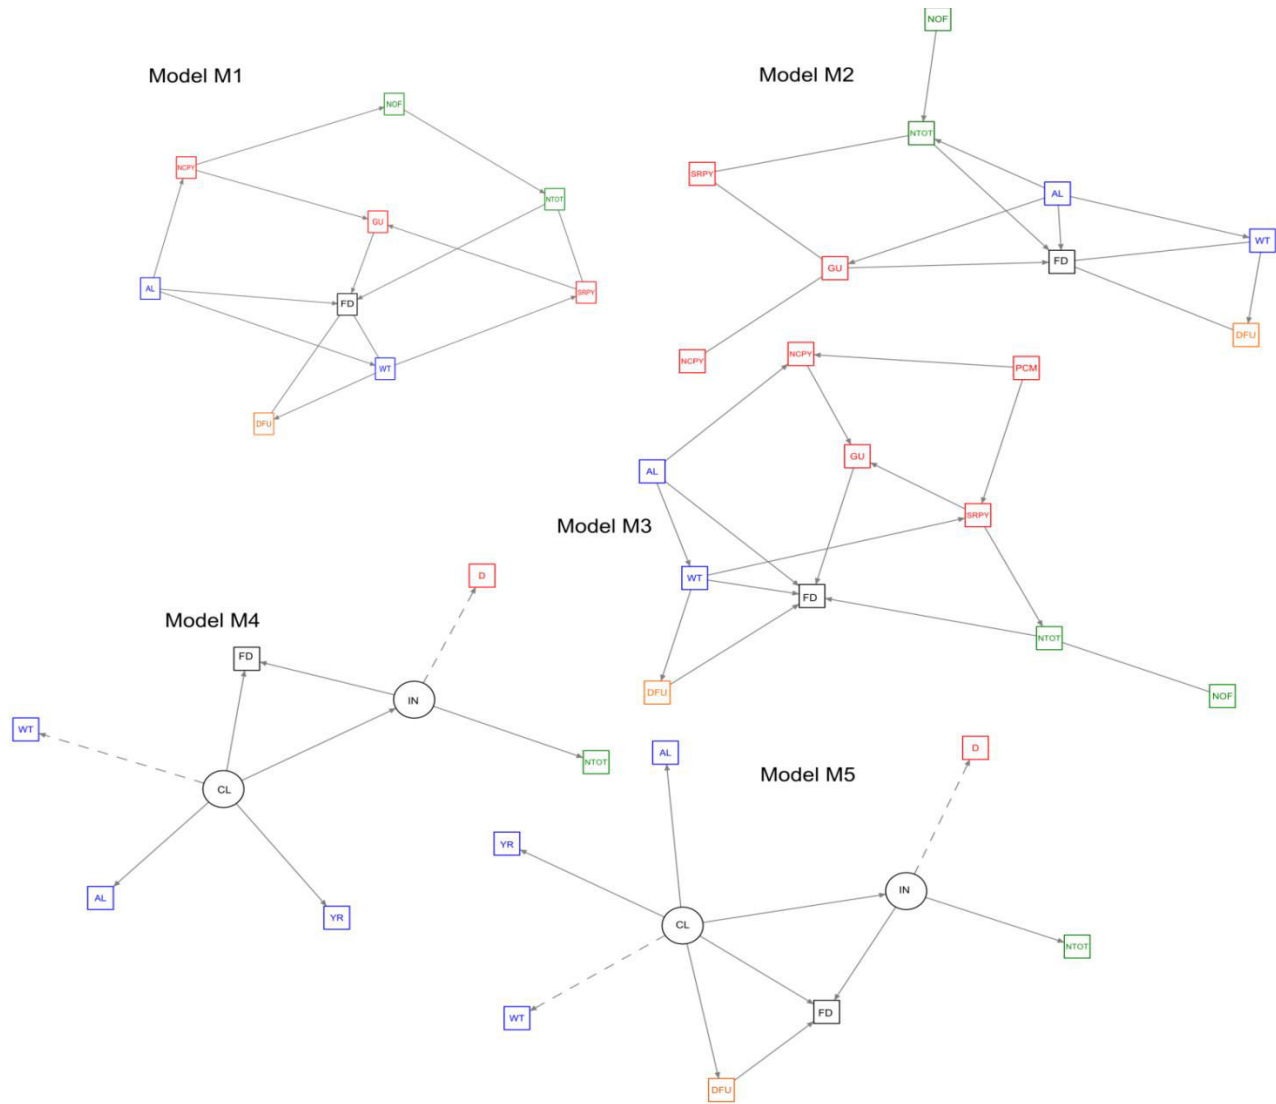 Model M1
NOF
NCPY
NTOT
GU
AL
SRPY
FD
WT
DFU
Model M2
NOF
NTOT
SRPY
AL
WT
FD
GU
DFU
NCPY
Model M3
NCPY
PCM
GU
AL
SRPY
WT
FD
NTOT
DFU
NOF
Model M4
D
FD
IN
WT
NTOT
CL
AL
YR
Model M5
AL
D
YR
IN
CL
NTOT
FD
WT
DFU